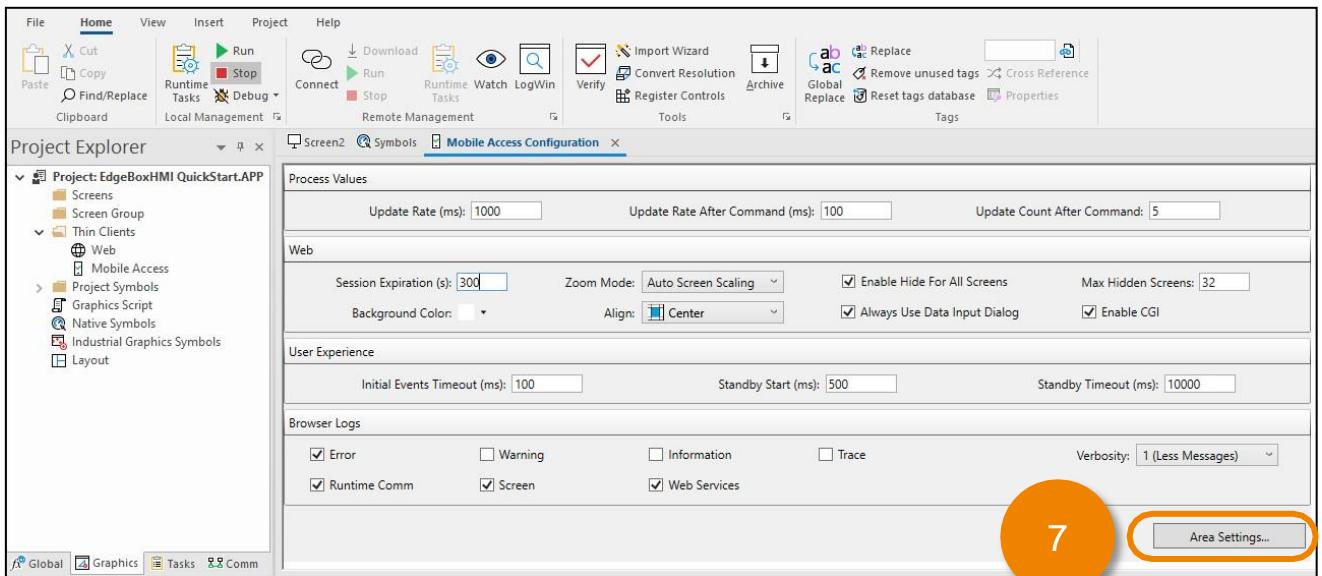 File Home View Insert Project Help
Cut Run Download Import Wizard Replace
Copy Stop Run Convert Resolution Remove unused tags Cross Reference
Paste Find/Replace Runtime Tasks Debug Connect Stop Runtime Tasks Watch LogWin Verify Register Controls Archive Global Replace Reset tags database Properties
Clipboard Local Management Remote Management Tools Tags
Project Explorer
Screen2 Symbols Mobile Access Configuration
Project: EdgeBoxHMI QuickStart.APP
Screens
Screen Group
Thin Clients
Web
Mobile Access
Project Symbols
Graphics Script
Native Symbols
Industrial Graphics Symbols
Layout
Global Graphics Tasks Comm
Process Values
Update Rate (ms): 1000 Update Rate After Command (ms): 100 Update Count After Command: 5
Web
Session Expiration (s): 300 Zoom Mode: Auto Screen Scaling Enable Hide For All Screens Max Hidden Screens: 32
Background Color: Align: Center Always Use Data Input Dialog Enable CGI
User Experience
Initial Events Timeout (ms): 100 Standby Start (ms): 500 Standby Timeout (ms): 10000
Browser Logs
Error Warning Information Trace Verbosity: 1 (Less Messages)
Runtime Comm Screen Web Services
7 Area Settings...